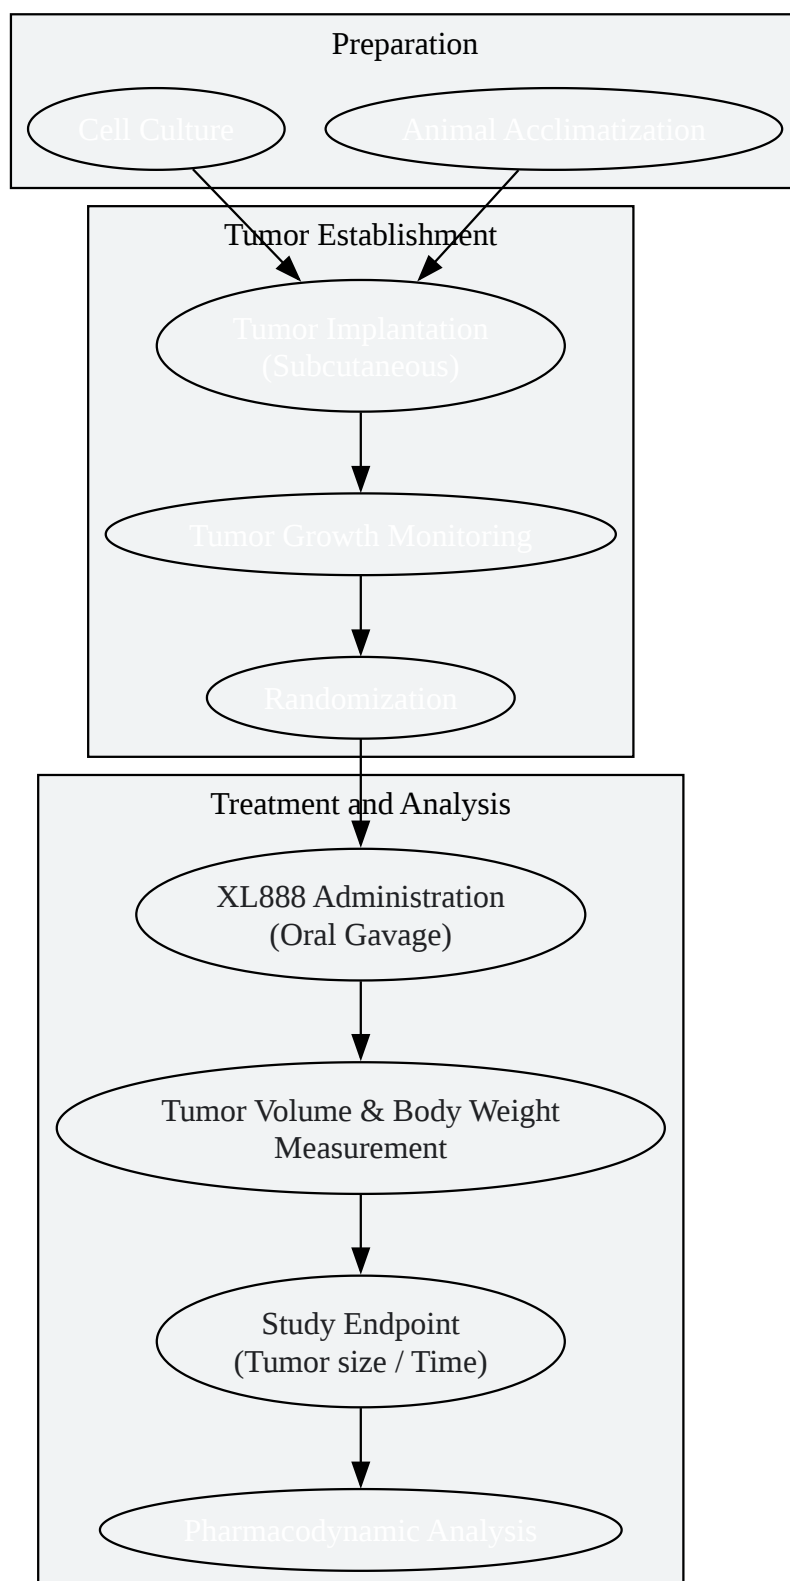 Preparation
Cell Culture
Animal Acclimatization
Tumor Establishment
Tumor Implantation
(Subcutaneous)
Tumor Growth Monitoring
Randomization
Treatment and Analysis
XL888 Administration
(Oral Gavage)
Tumor Volume & Body Weight
Measurement
Study Endpoint
(Tumor size / Time)
Pharmacodynamic Analysis